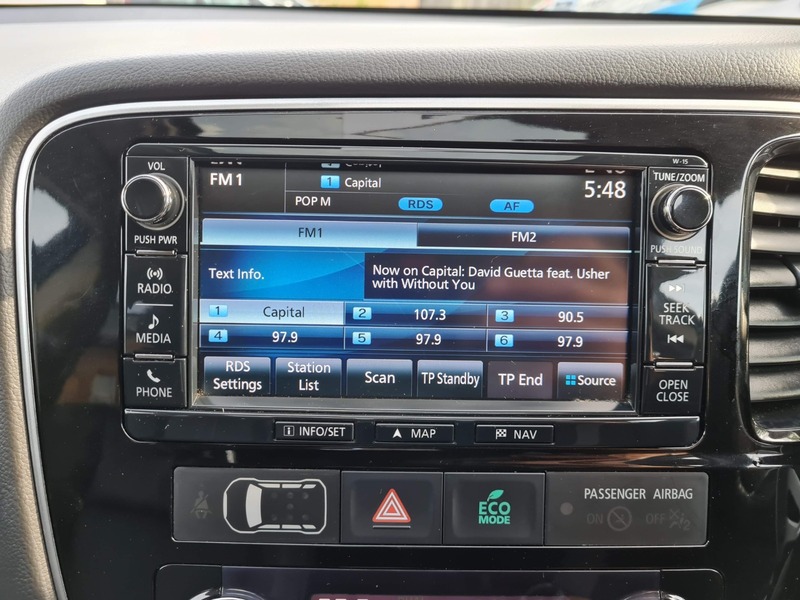 W-15
VOL
PUSH PWR
RADIO
MEDIA
PHONE
FM 1
1 Capital
5:48
POP M RDS AF
FM1 FM2
Text Info.
Now on Capital: David Guetta feat. Usher
with Without You
1 Capital 2 107.3 3 90.5
4 97.9 5 97.9 6 97.9
RDS
Settings
Station
List
Scan
TP Standby
TP End
Source
TUNE/ZOOM
PUSH SOUND
SEEK
TRACK
OPEN
CLOSE
i INFO/SET MAP NAV
ECO
MODE
PASSENGER AIRBAG
ON OFF